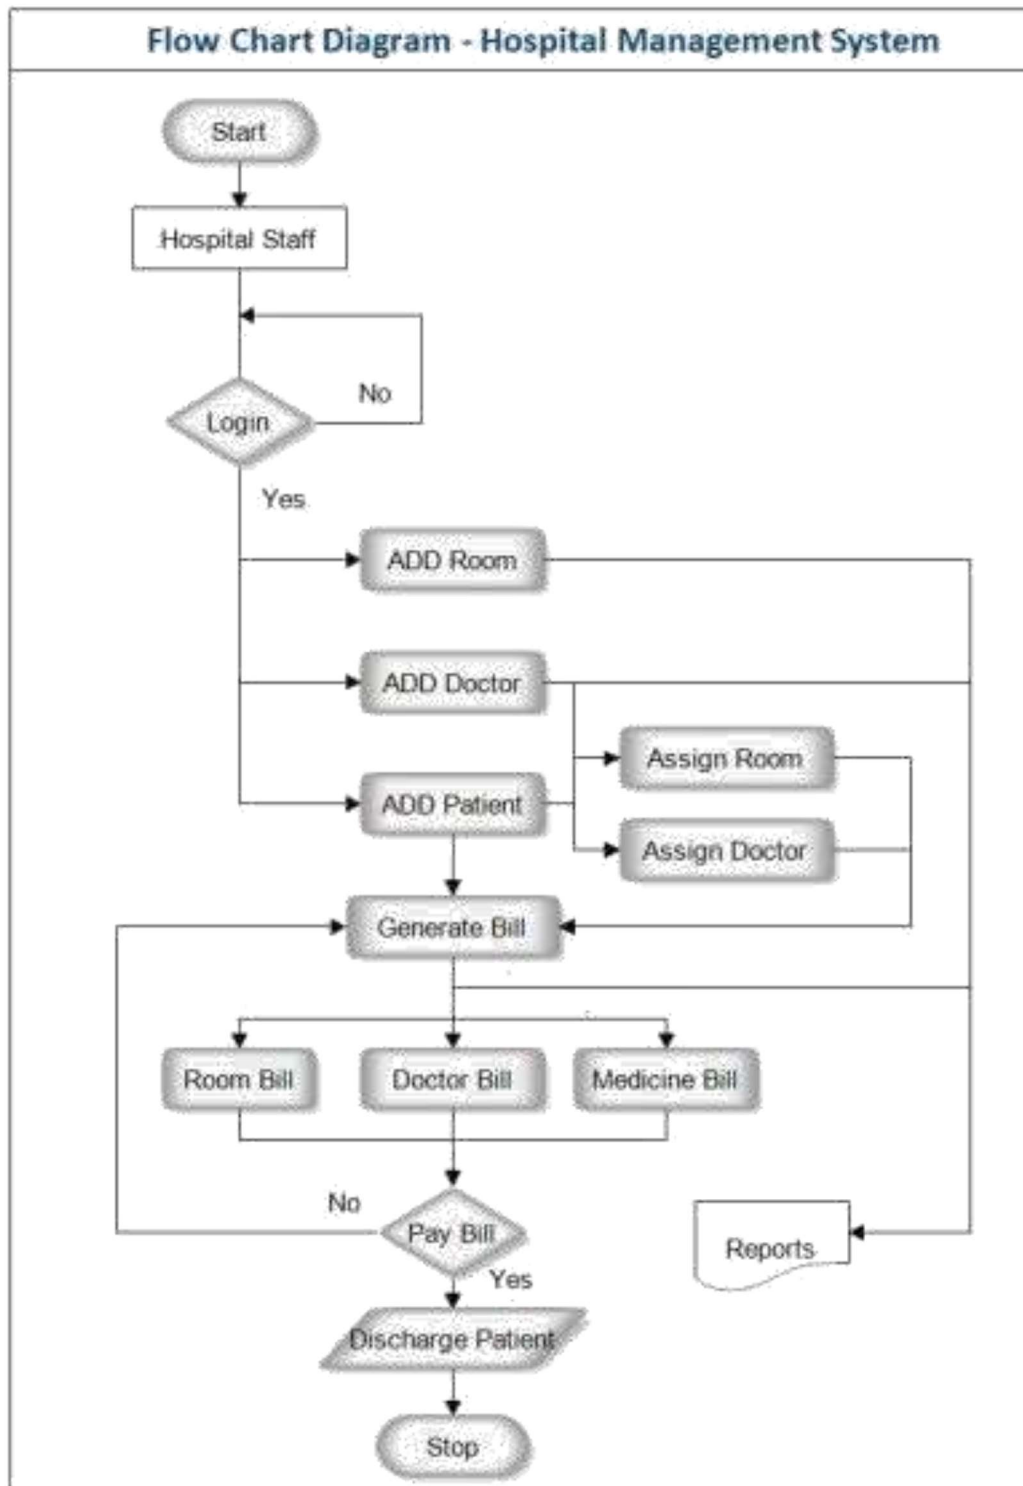 Flow Chart Diagram - Hospital Management System
Start
Hospital Staff
No
Login
Yes
ADD Room
ADD Doctor
Assign Room
ADD Patient
Assign Doctor
Generate Bill
Room Bill
Doctor Bill
Medicine Bill
No
Pay Bill
Reports
Yes
Discharge Patient
Stop